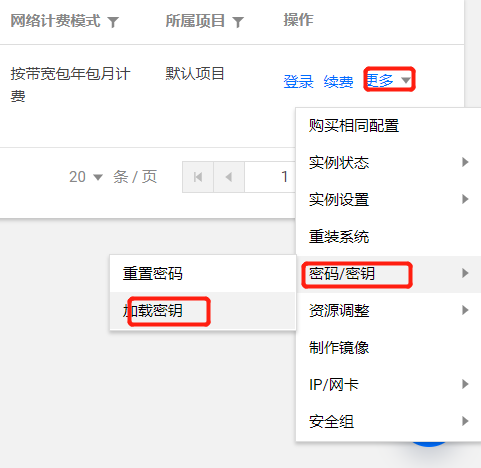 网络计费模式 所属项目 操作
按带宽包年包月计 默认项目 登录 续费 更多
费
购买相同配置
实例状态
20 条 / 页 1
实例设置
重装系统
重置密码 密码/密钥
加载密钥 资源调整
制作镜像
IP/网卡
安全组